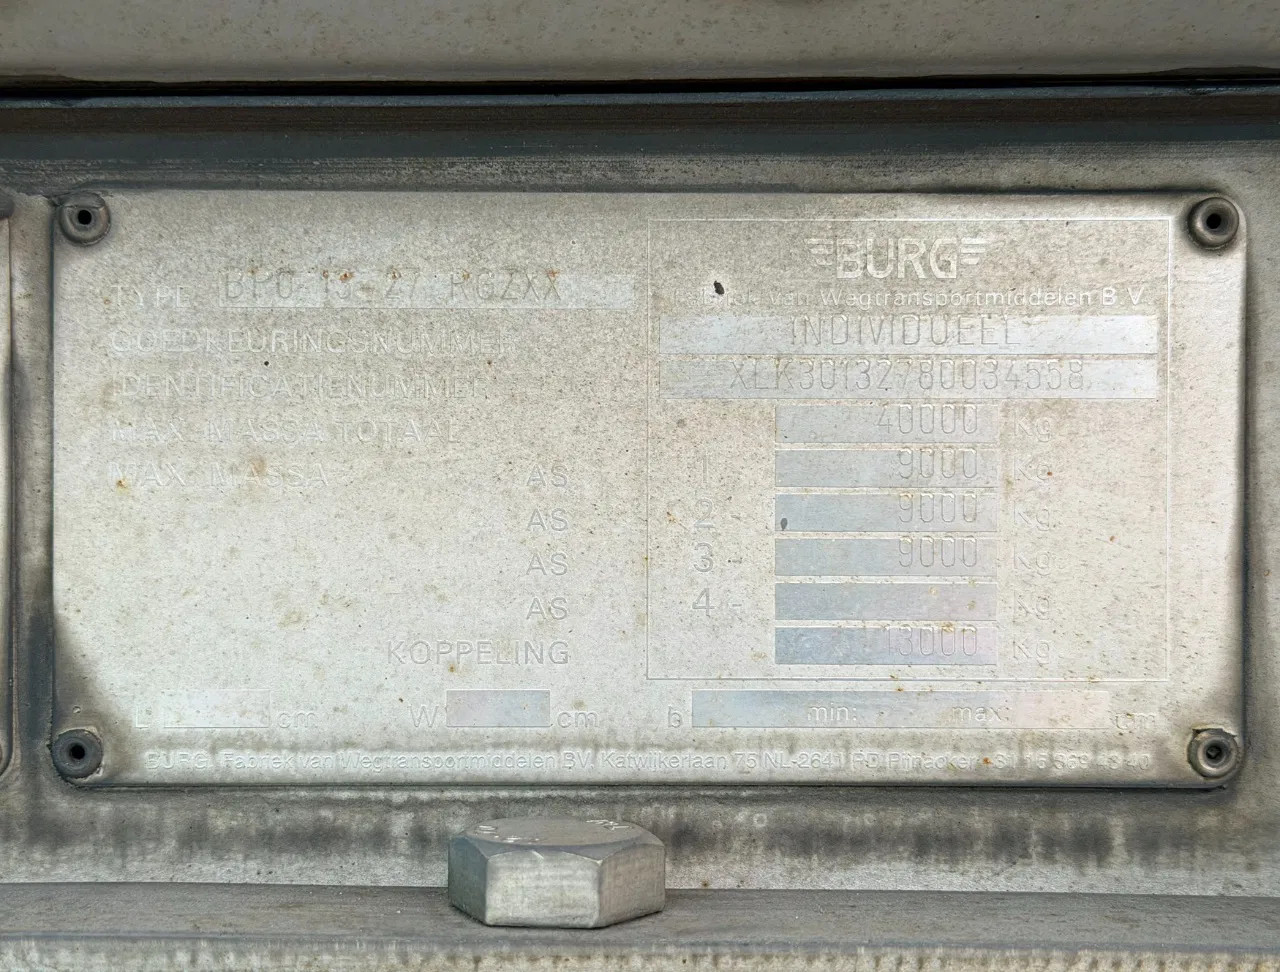 BURG
Fabriek van Wegtransportmiddelen B.V.
TYPE BPO 13-27 RGZXX
GOEDKEURINGSNUMMER INDIVIDUEEL
IDENTIFICATIENUMMER XLK30132780034558
MAX. MASSA TOTAAL 40000 Kg
MAX. MASSA AS 1 - 9000 Kg
AS 2 - 9000 Kg
AS 3 - 9000 Kg
AS 4 - Kg
KOPPELING 13000 Kg
L cm W cm b min: max: cm
BURG. Fabriek van Wegtransportmiddelen BV. Katwijkerlaan 75 NL-2641 PD Pijnacker